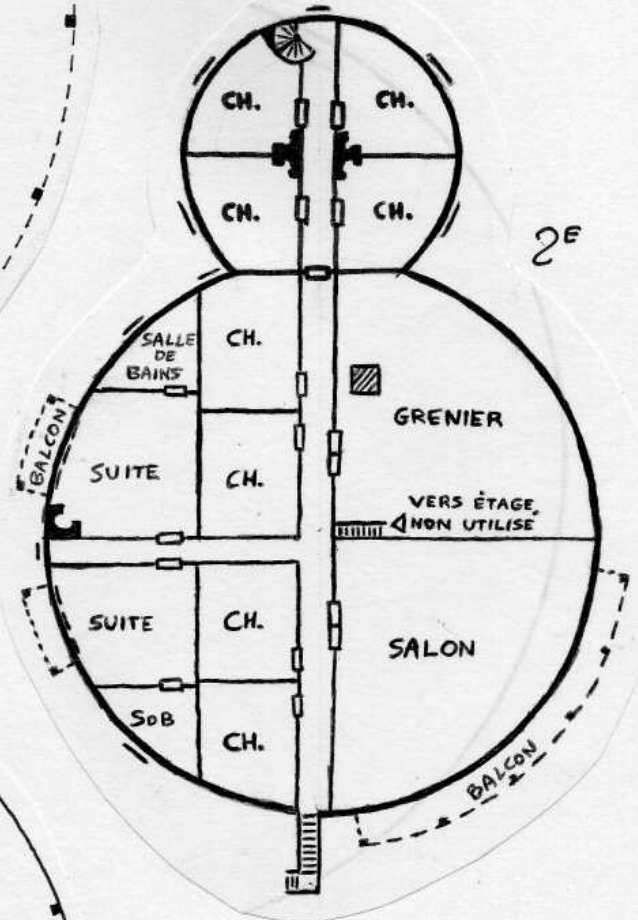 CH.
CH.
CH.
CH.
2E
SALLE
DE
BAINS
CH.
GRENIER
BALCON
SUITE
CH.
VERS ÉTAGE
NON UTILISÉ
SUITE
CH.
SALON
SDB
CH.
BALCON